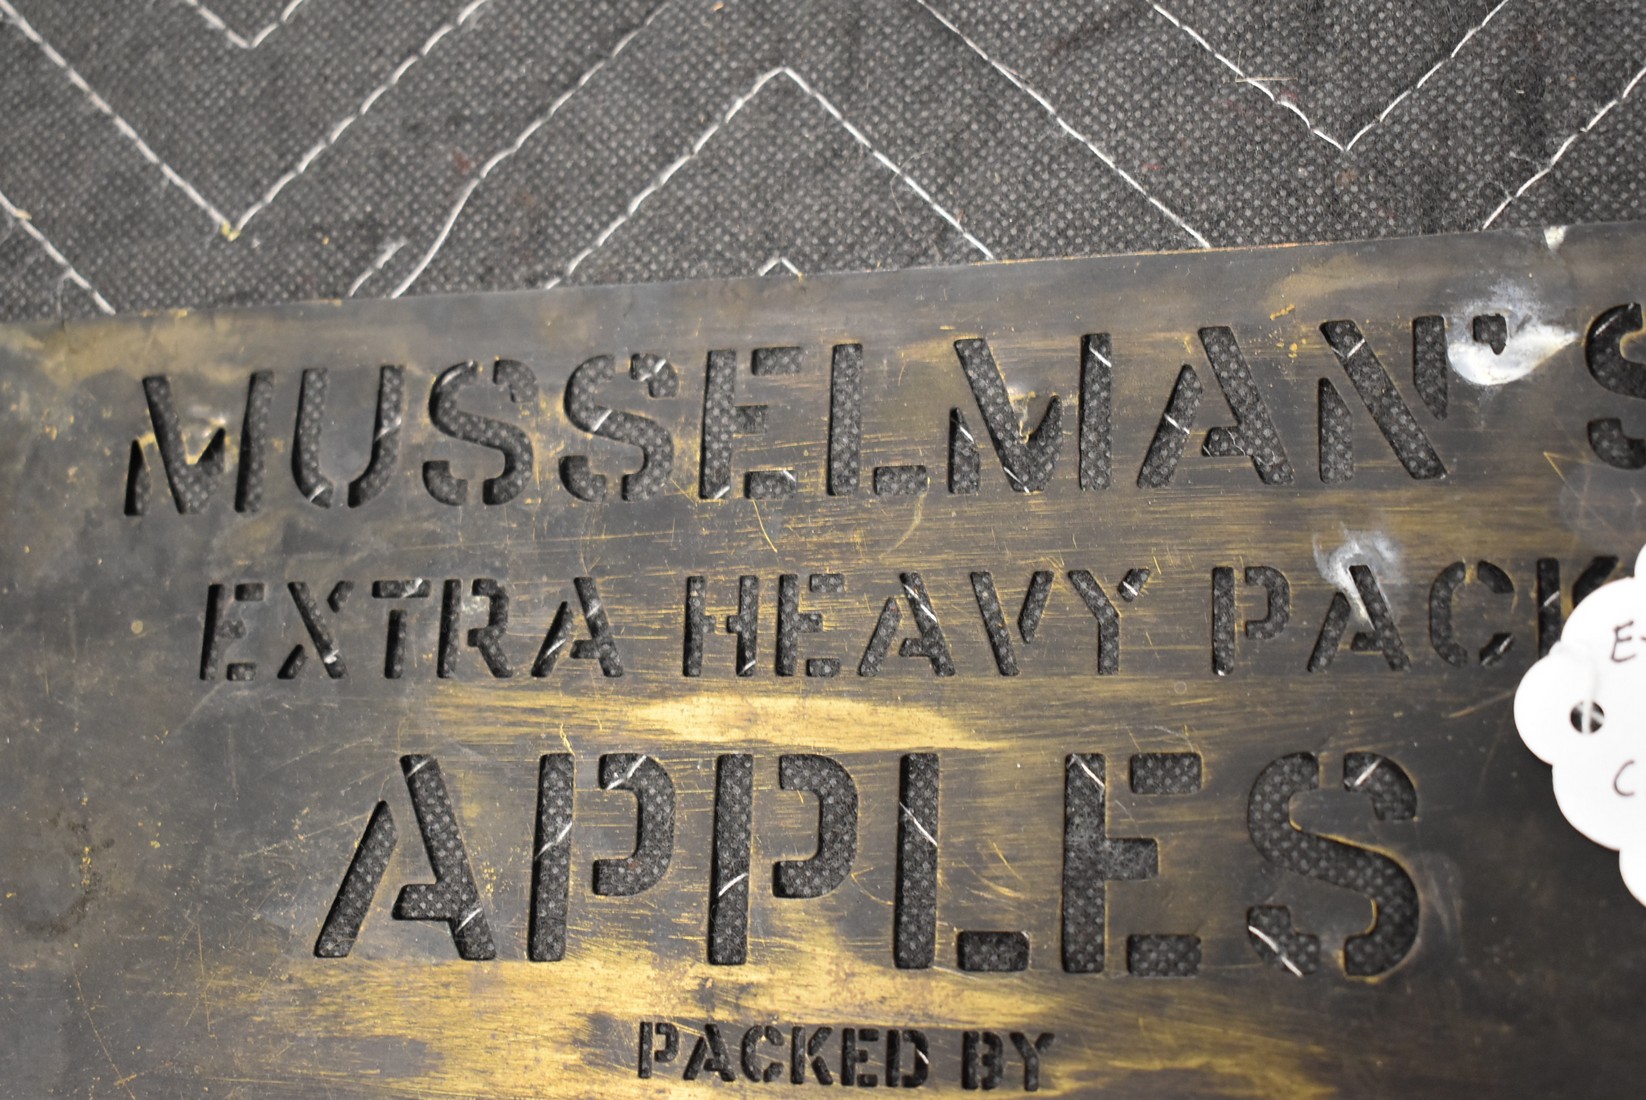 MUSSELMAN'S
EXTRA HEAVY PACK
APPLES
PACKED BY